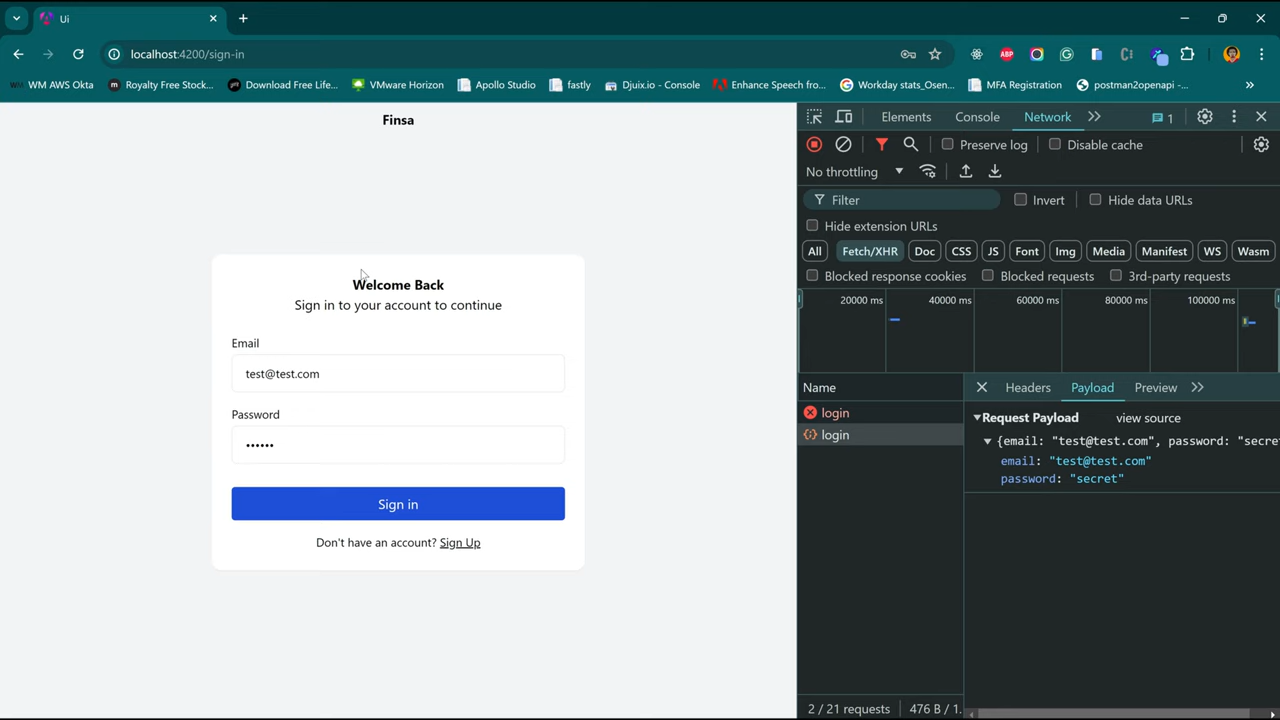 Ui
localhost:4200/sign-in
WM AWS Okta
Royalty Free Stock...
Download Free Life...
VMware Horizon
Apollo Studio
fastly
Djuix.io - Console
Enhance Speech from...
Workday stats_Osen...
MFA Registration
postman2openapi -...
Finsa
Welcome Back
Sign in to your account to continue
Email
test@test.com
Password
••••••
Sign in
Don't have an account? Sign Up
Elements Console Network 1
Preserve log Disable cache
No throttling
Filter Invert Hide data URLs
Hide extension URLs
All Fetch/XHR Doc CSS JS Font Img Media Manifest WS Wasm
Blocked response cookies Blocked requests 3rd-party requests
20000 ms 40000 ms 60000 ms 80000 ms 100000 ms
Name
login
login
Headers Payload Preview
Request Payload view source
{email: "test@test.com", password: "secre
email: "test@test.com"
password: "secret"
2 / 21 requests 476 B / 1.